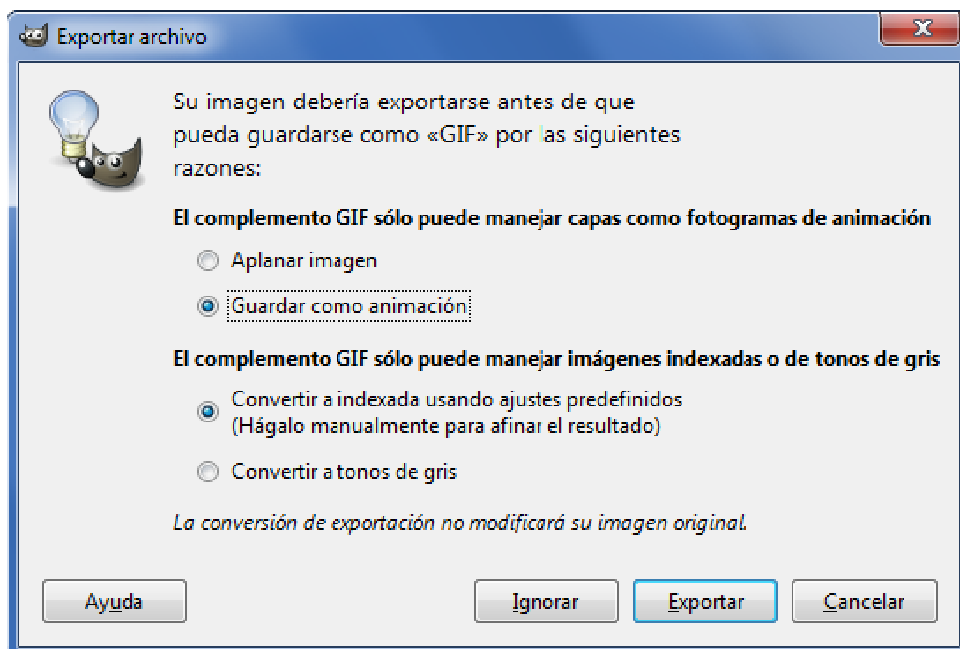 Exportar archivo
Su imagen debería exportarse antes de que
pueda guardarse como «GIF» por las siguientes
razones:
El complemento GIF sólo puede manejar capas como fotogramas de animación
Aplanar imagen
Guardar como animación
El complemento GIF sólo puede manejar imágenes indexadas o de tonos de gris
Convertir a indexada usando ajustes predefinidos
(Hágalo manualmente para afinar el resultado)
Convertir a tonos de gris
La conversión de exportación no modificará su imagen original.
Ayuda
Ignorar
Exportar
Cancelar